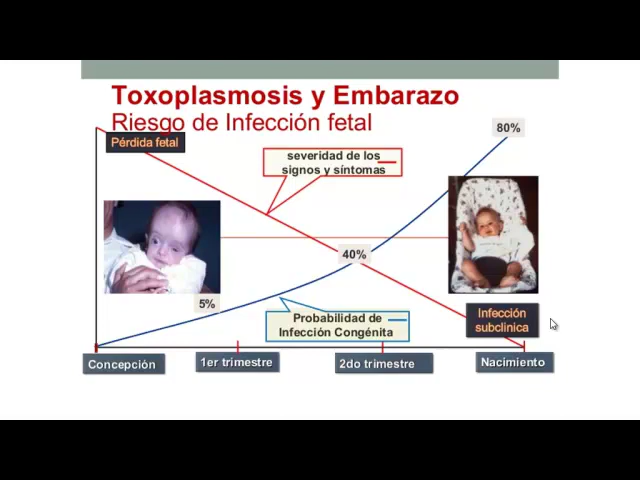 Toxoplasmosis y Embarazo
Riesgo de Infección fetal
80%
Pérdida fetal
severidad de los
signos y síntomas
40%
5%
Probabilidad de
Infección Congénita
Infección
subclinica
Concepción
1er trimestre
2do trimestre
Nacimiento